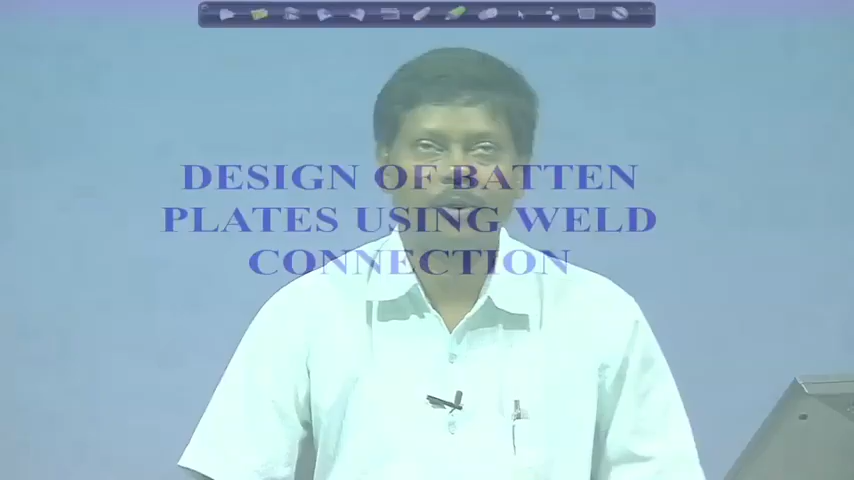 DESIGN OF BATTEN
PLATES USING WELD
CONNECTION